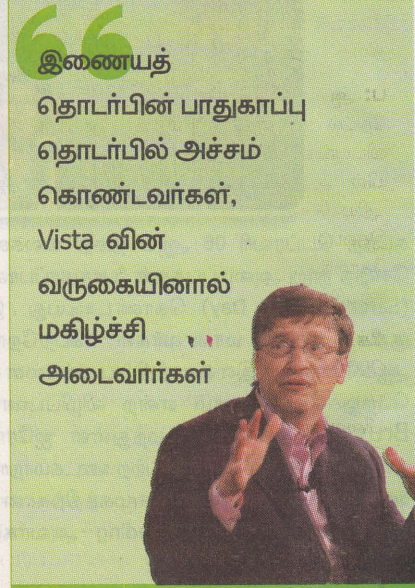 இணையத்
தொடர்பின் பாதுகாப்பு
தொடர்பில் அச்சம்
கொண்டவர்கள்,
Vista வின்
வருகையினால்
மகிழ்ச்சி
அடைவார்கள்